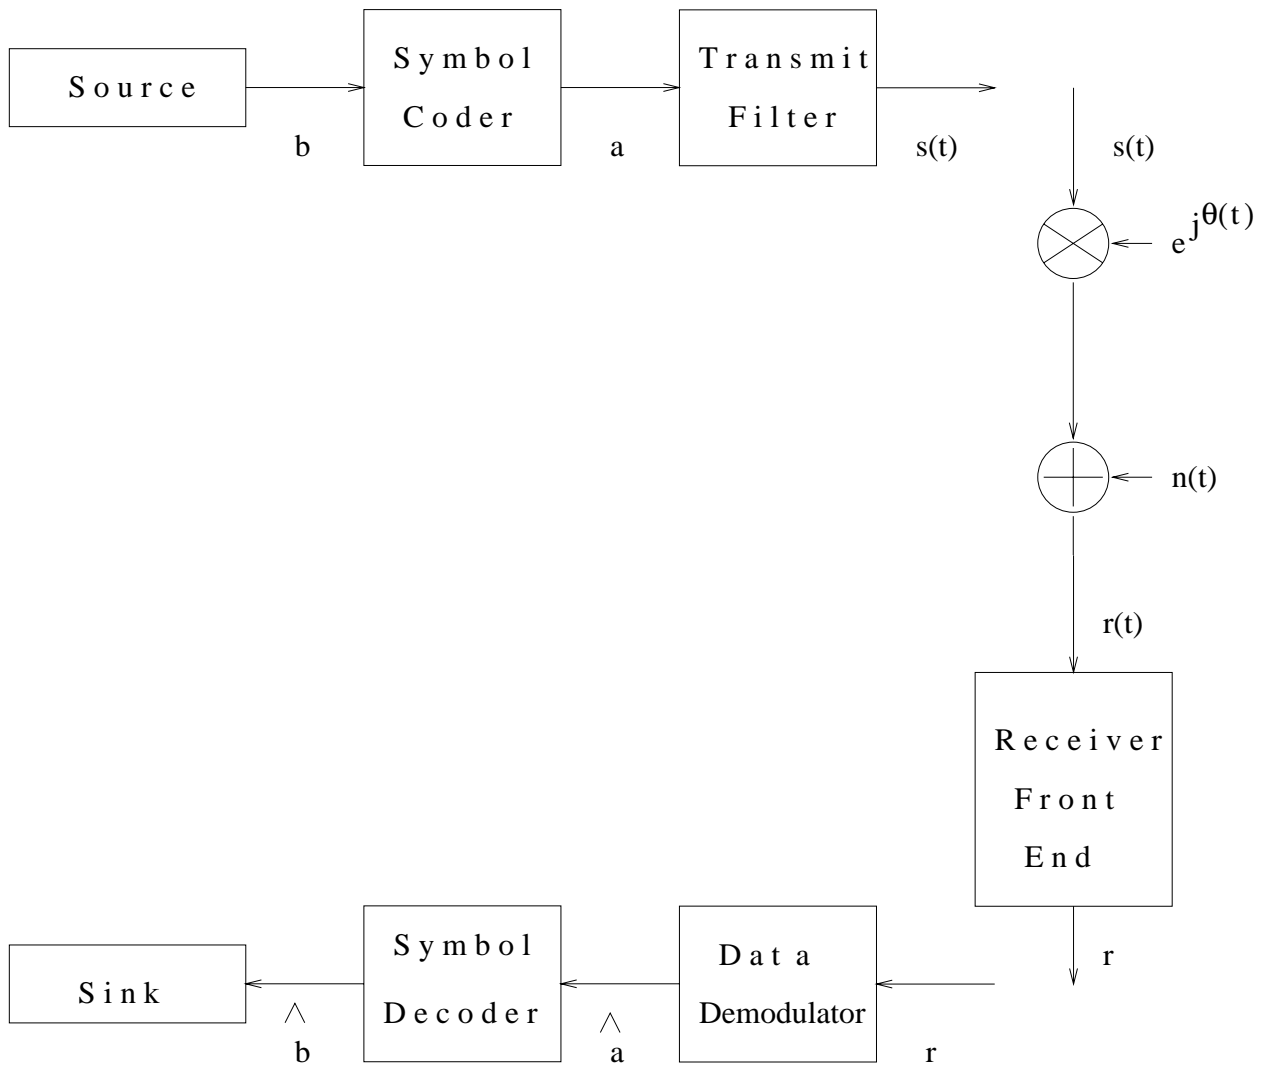 Source
b
Symbol
Coder
a
Transmit
Filter
s(t)
s(t)
e^jθ(t)
n(t)
r(t)
Receiver
Front
End
r
r
Data
Demodulator
â
Symbol
Decoder
b̂
Sink